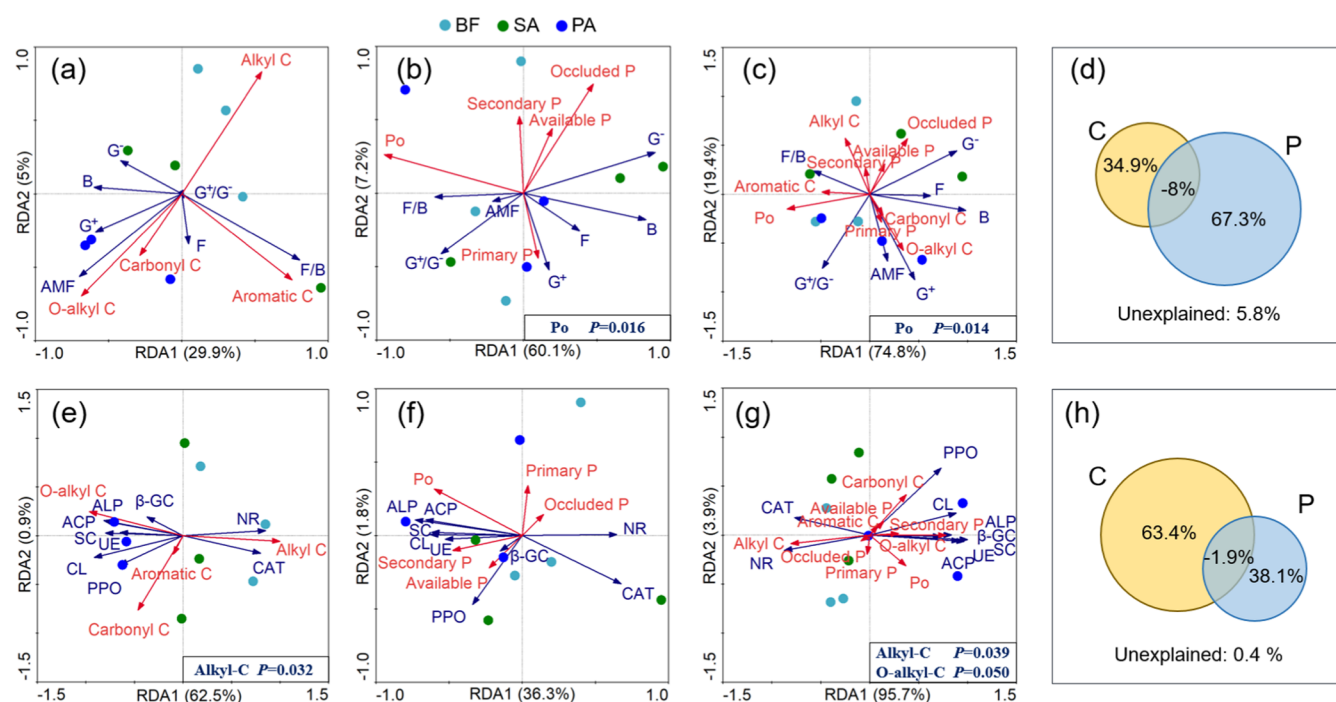 BF SA PA
(a)
1.0
RDA2 (5%)
-1.0
Alkyl C
G⁻
B
G⁺/G⁻
G⁺
F
Carbonyl C
F/B
AMF
O-alkyl C
Aromatic C
-1.0
RDA1 (29.9%)
1.0
(b)
1.0
RDA2 (7.2%)
-1.0
Occluded P
Secondary P
Available P
Po
G⁻
F/B
AMF
B
F
G⁺/G⁻
Primary P
G⁺
Po P=0.016
-1.0
RDA1 (60.1%)
1.0
(c)
1.5
RDA2 (19.4%)
-1.5
Alkyl C
Occluded P
Available P
G⁻
F/B
Secondary P
Aromatic C
F
Po
Carbonyl C
B
Primary P
O-alkyl C
G⁺/G⁻
AMF
G⁺
Po P=0.014
-1.5
RDA1 (74.8%)
1.5
(d)
C
P
34.9%
-8%
67.3%
Unexplained: 5.8%
(e)
1.5
RDA2 (0.9%)
-1.5
O-alkyl C
ALP
β-GC
ACP
NR
SC
UE
Alkyl C
CL
Aromatic C
CAT
PPO
Carbonyl C
Alkyl-C P=0.032
-1.5
RDA1 (62.5%)
1.5
(f)
1.0
RDA2 (1.8%)
-1.0
Po
Primary P
ALP
ACP
Occluded P
SC
NR
CL
UE
β-GC
Secondary P
Available P
CAT
PPO
-1.0
RDA1 (36.3%)
1.0
(g)
1.5
RDA2 (3.9%)
-1.5
PPO
Carbonyl C
CAT
Available P
CL
Aromatic C
Secondary P
ALP
Alkyl C
O-alkyl C
β-GC
NR
Occluded P
UE
SC
Primary P
Po
ACP
Alkyl-C P=0.039
O-alkyl-C P=0.050
-1.5
RDA1 (95.7%)
1.5
(h)
C
P
63.4%
-1.9%
38.1%
Unexplained: 0.4 %